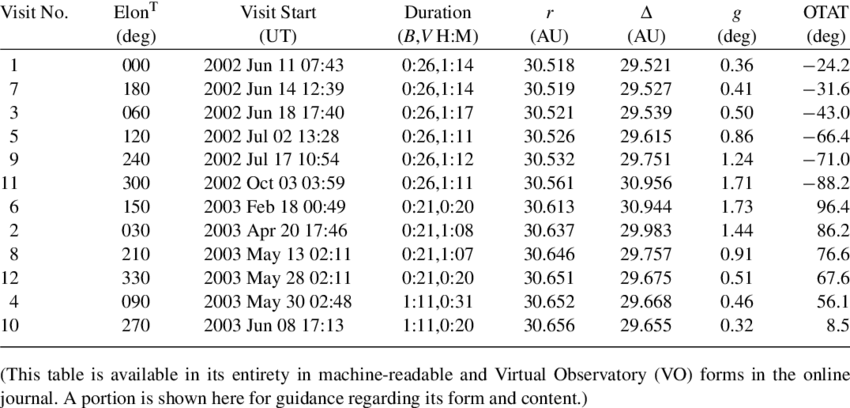 Visit No. Elonᵀ Visit Start Duration r Δ g OTAT
(deg) (UT) (B,V H:M) (AU) (AU) (deg) (deg)
1 000 2002 Jun 11 07:43 0:26,1:14 30.518 29.521 0.36 −24.2
7 180 2002 Jun 14 12:39 0:26,1:14 30.519 29.527 0.41 −31.6
3 060 2002 Jun 18 17:40 0:26,1:17 30.521 29.539 0.50 −43.0
5 120 2002 Jul 02 13:28 0:26,1:11 30.526 29.615 0.86 −66.4
9 240 2002 Jul 17 10:54 0:26,1:12 30.532 29.751 1.24 −71.0
11 300 2002 Oct 03 03:59 0:26,1:11 30.561 30.956 1.71 −88.2
6 150 2003 Feb 18 00:49 0:21,0:20 30.613 30.944 1.73 96.4
2 030 2003 Apr 20 17:46 0:21,1:08 30.637 29.983 1.44 86.2
8 210 2003 May 13 02:11 0:21,1:07 30.646 29.757 0.91 76.6
12 330 2003 May 28 02:11 0:21,0:20 30.651 29.675 0.51 67.6
4 090 2003 May 30 02:48 1:11,0:31 30.652 29.668 0.46 56.1
10 270 2003 Jun 08 17:13 1:11,0:20 30.656 29.655 0.32 8.5
(This table is available in its entirety in machine-readable and Virtual Observatory (VO) forms in the online
journal. A portion is shown here for guidance regarding its form and content.)